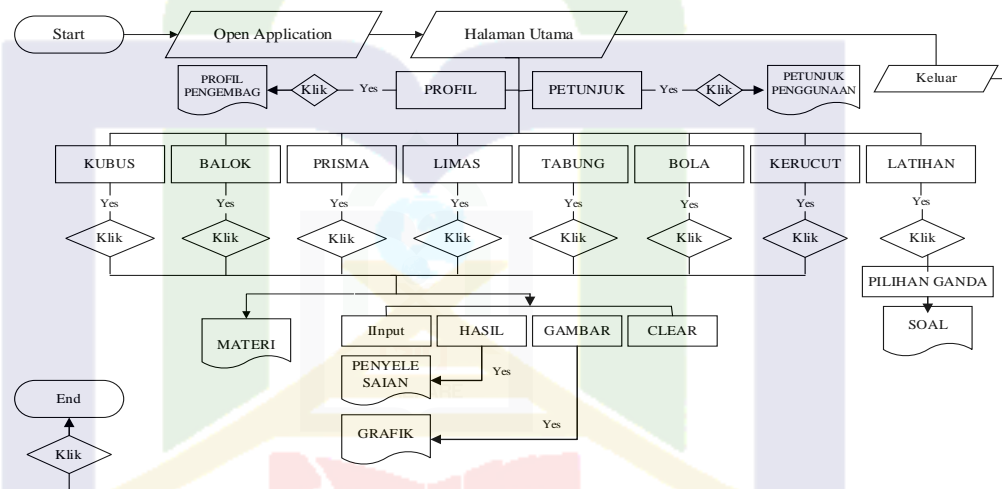 Start
Open Application
Halaman Utama
PROFIL
PENGEMBAG
Klik
Yes
PROFIL
PETUNJUK
Yes
Klik
PETUNJUK
PENGGUNAAN
Keluar
KUBUS
BALOK
PRISMA
LIMAS
TABUNG
BOLA
KERUCUT
LATIHAN
Yes
Yes
Yes
Yes
Yes
Yes
Yes
Yes
Klik
Klik
Klik
Klik
Klik
Klik
Klik
Klik
PILIHAN GANDA
SOAL
MATERI
IInput
HASIL
GAMBAR
CLEAR
PENYELE
SAIAN
Yes
GRAFIK
Yes
End
Klik